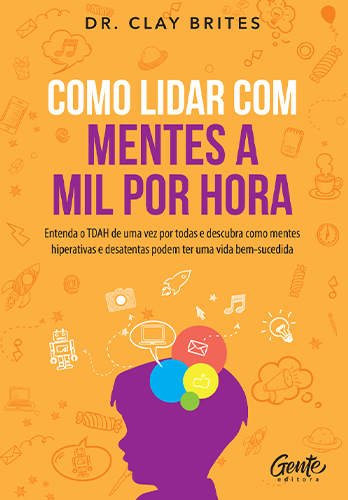 DR. CLAY BRITES
COMO LIDAR COM
MENTES A
MIL POR HORA
Entenda o TDAH de uma vez por todas e descubra como mentes
hiperativas e desatentas podem ter uma vida bem-sucedida
Gente
editora